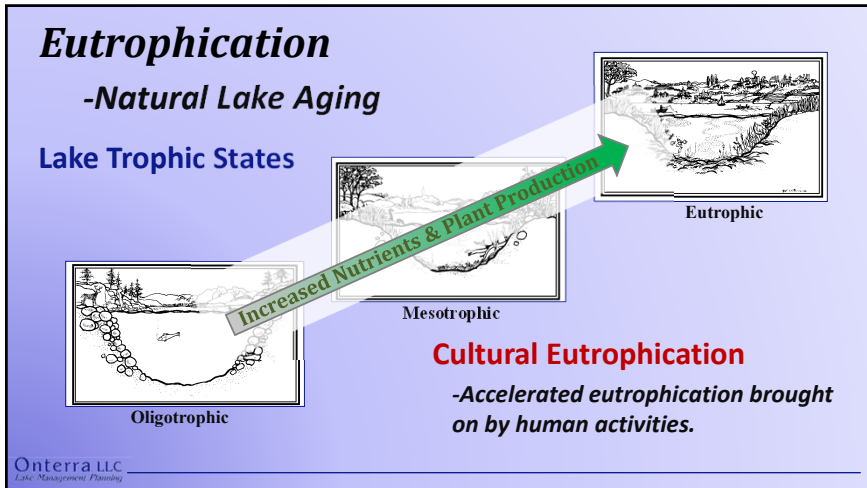 Eutrophication
-Natural Lake Aging
Lake Trophic States
Increased Nutrients & Plant Production
Eutrophic
Mesotrophic
Oligotrophic
Cultural Eutrophication
-Accelerated eutrophication brought
on by human activities.
Onterra LLC
Lake Management Planning